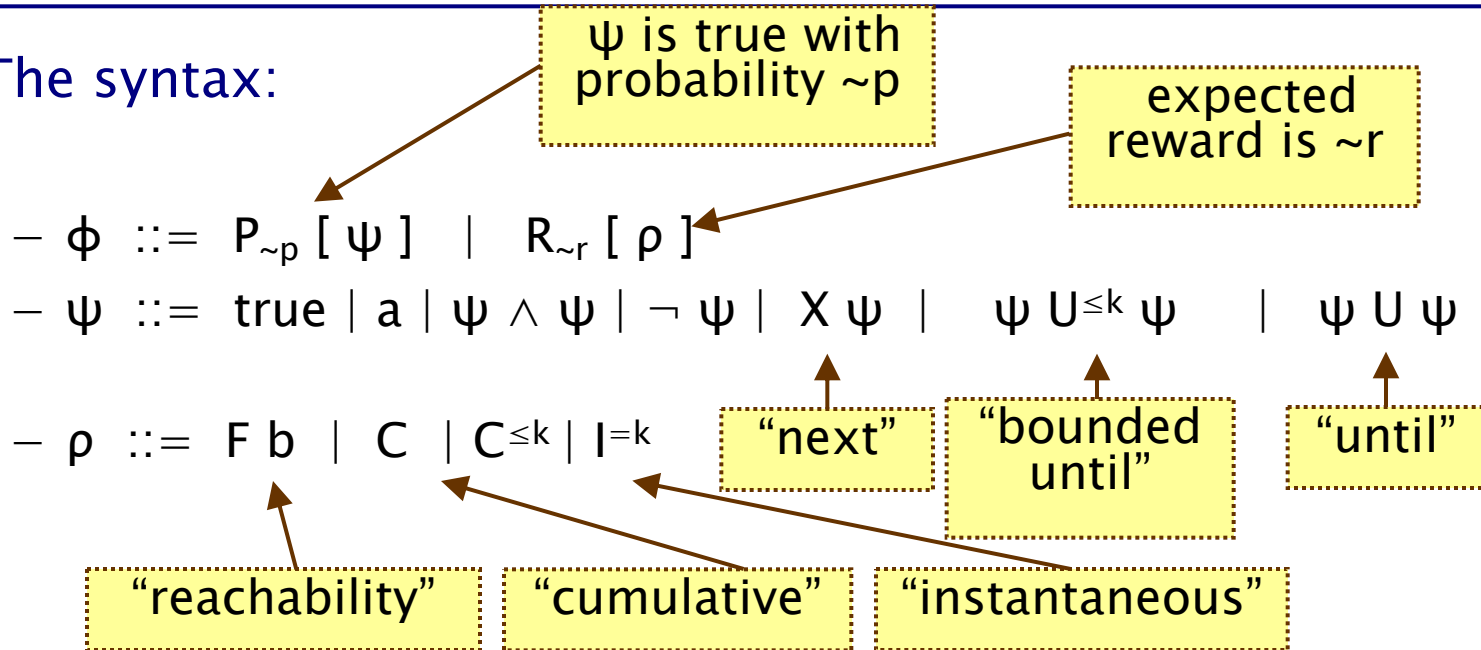 ψ is true with
probability ~p
The syntax:
expected
reward is ~r
– ϕ ::= P~p [ ψ ] | R~r [ ρ ]
– ψ ::= true | a | ψ ∧ ψ | ¬ ψ | X ψ | ψ U≤k ψ | ψ U ψ
– ρ ::= F b | C | C≤k | I=k
“next”
“bounded
until”
“until”
“reachability”
“cumulative”
“instantaneous”